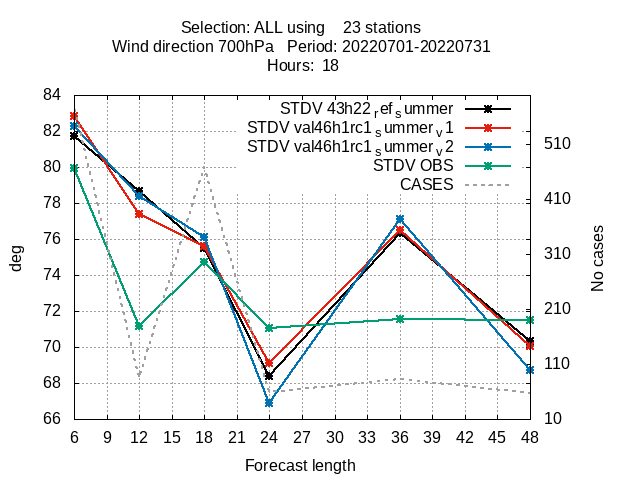 Selection: ALL using    23 stations
Wind direction 700hPa   Period: 20220701-20220731
Hours: 18
84
82
80
78
76
74
72
70
68
66
deg
STDV 43h22_ref_summer
STDV val46h1rc1_summer_v1
STDV val46h1rc1_summer_v2
STDV OBS
CASES
510
410
310
210
110
10
No cases
6 9 12 15 18 21 24 27 30 33 36 39 42 45 48
Forecast length